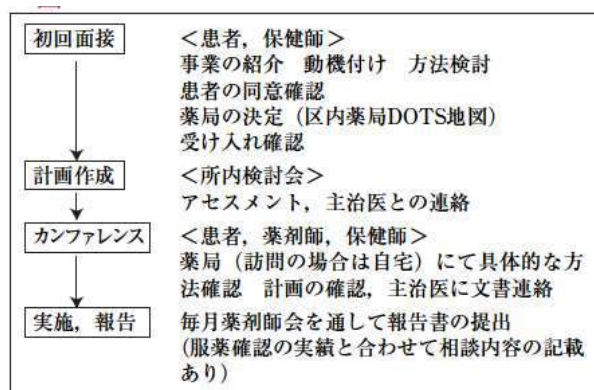 初回面接 <患者,保健師>
事業の紹介 動機付け 方法検討
患者の同意確認
薬局の決定(区内薬局DOTS地図)
受け入れ確認
計画作成 <所内検討会>
アセスメント,主治医との連絡
カンファレンス <患者,薬剤師,保健師>
薬局(訪問の場合は自宅)にて具体的な方
法確認 計画の確認,主治医に文書連絡
実施,報告 毎月薬剤師会を通して報告書の提出
(服薬確認の実績と合わせて相談内容の記載
あり)